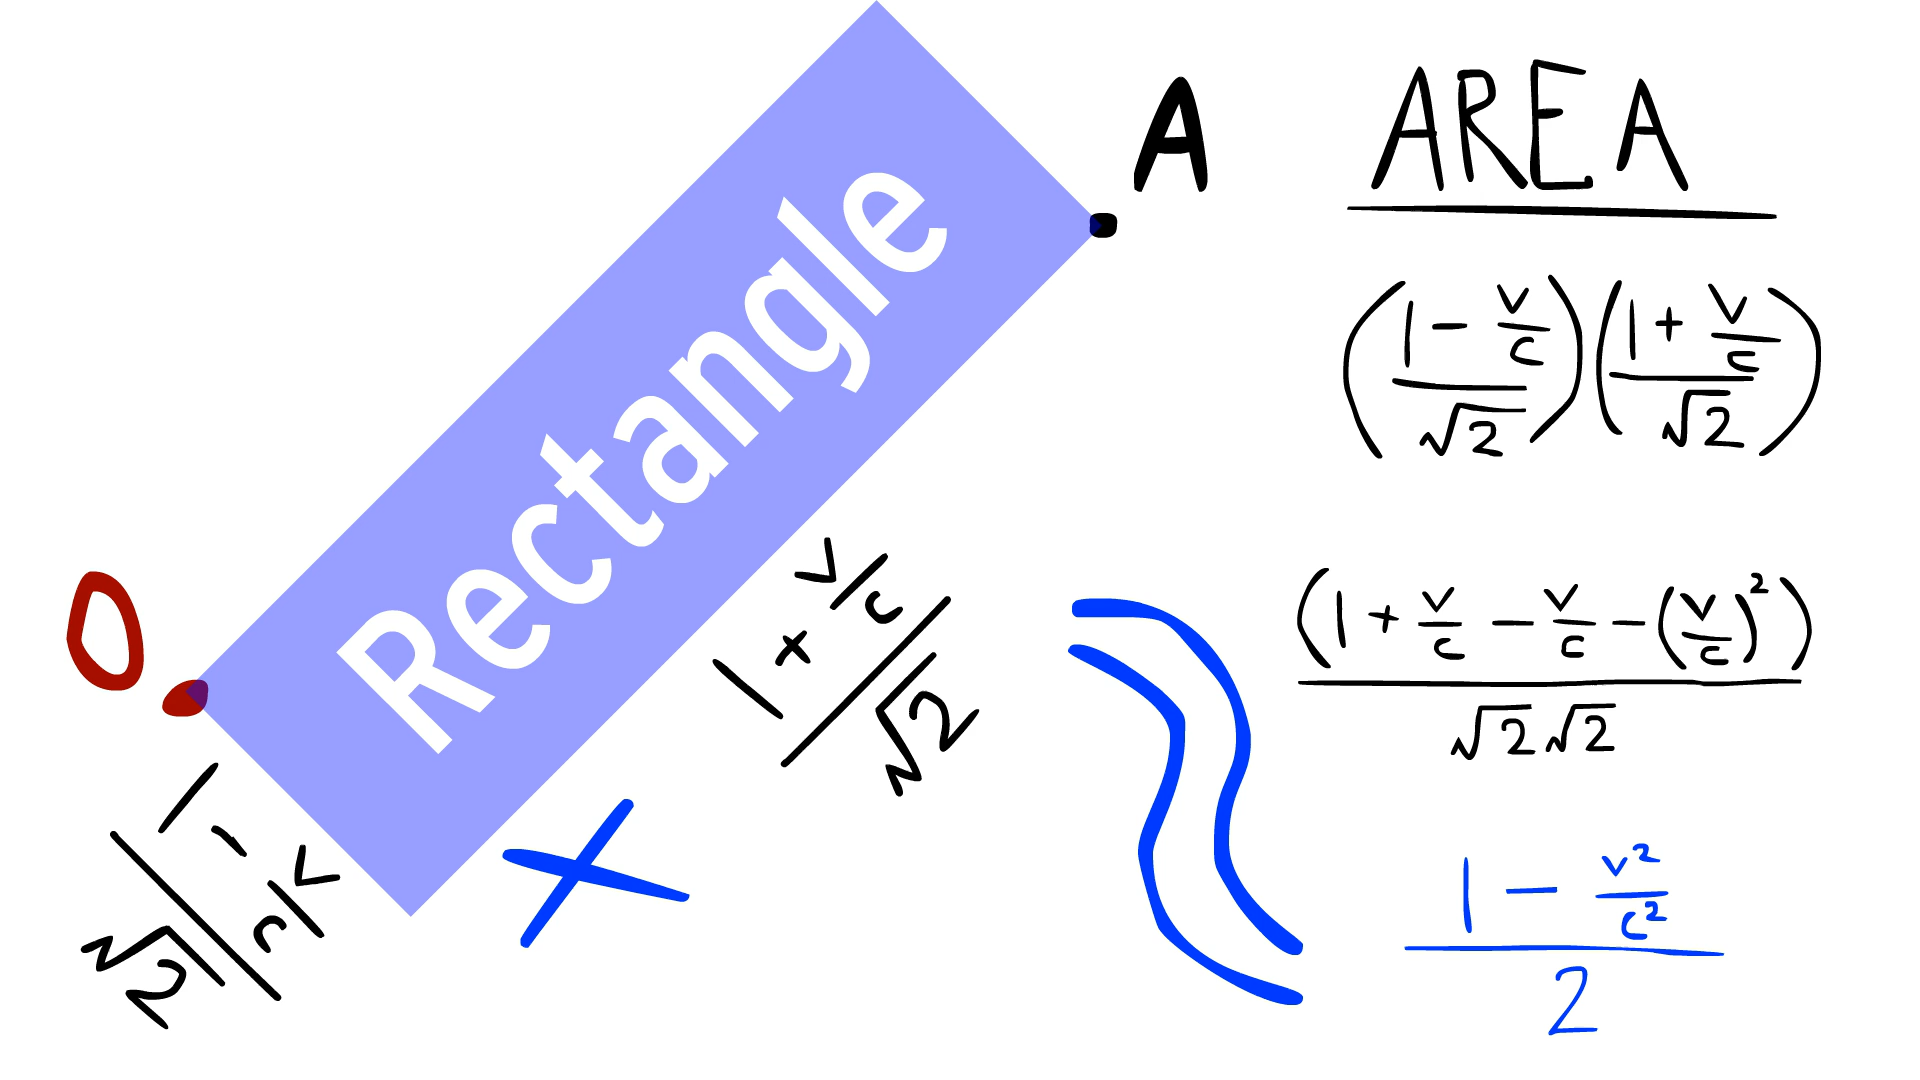 A
AREA
Rectangle
(1 - v/c / √2)(1 + v/c / √2)
O
1 + v/c / √2
(1 + v/c - v/c - (v/c)²) / √2 √2
1 - v/c / √2
×
=
1 - v²/c² / 2